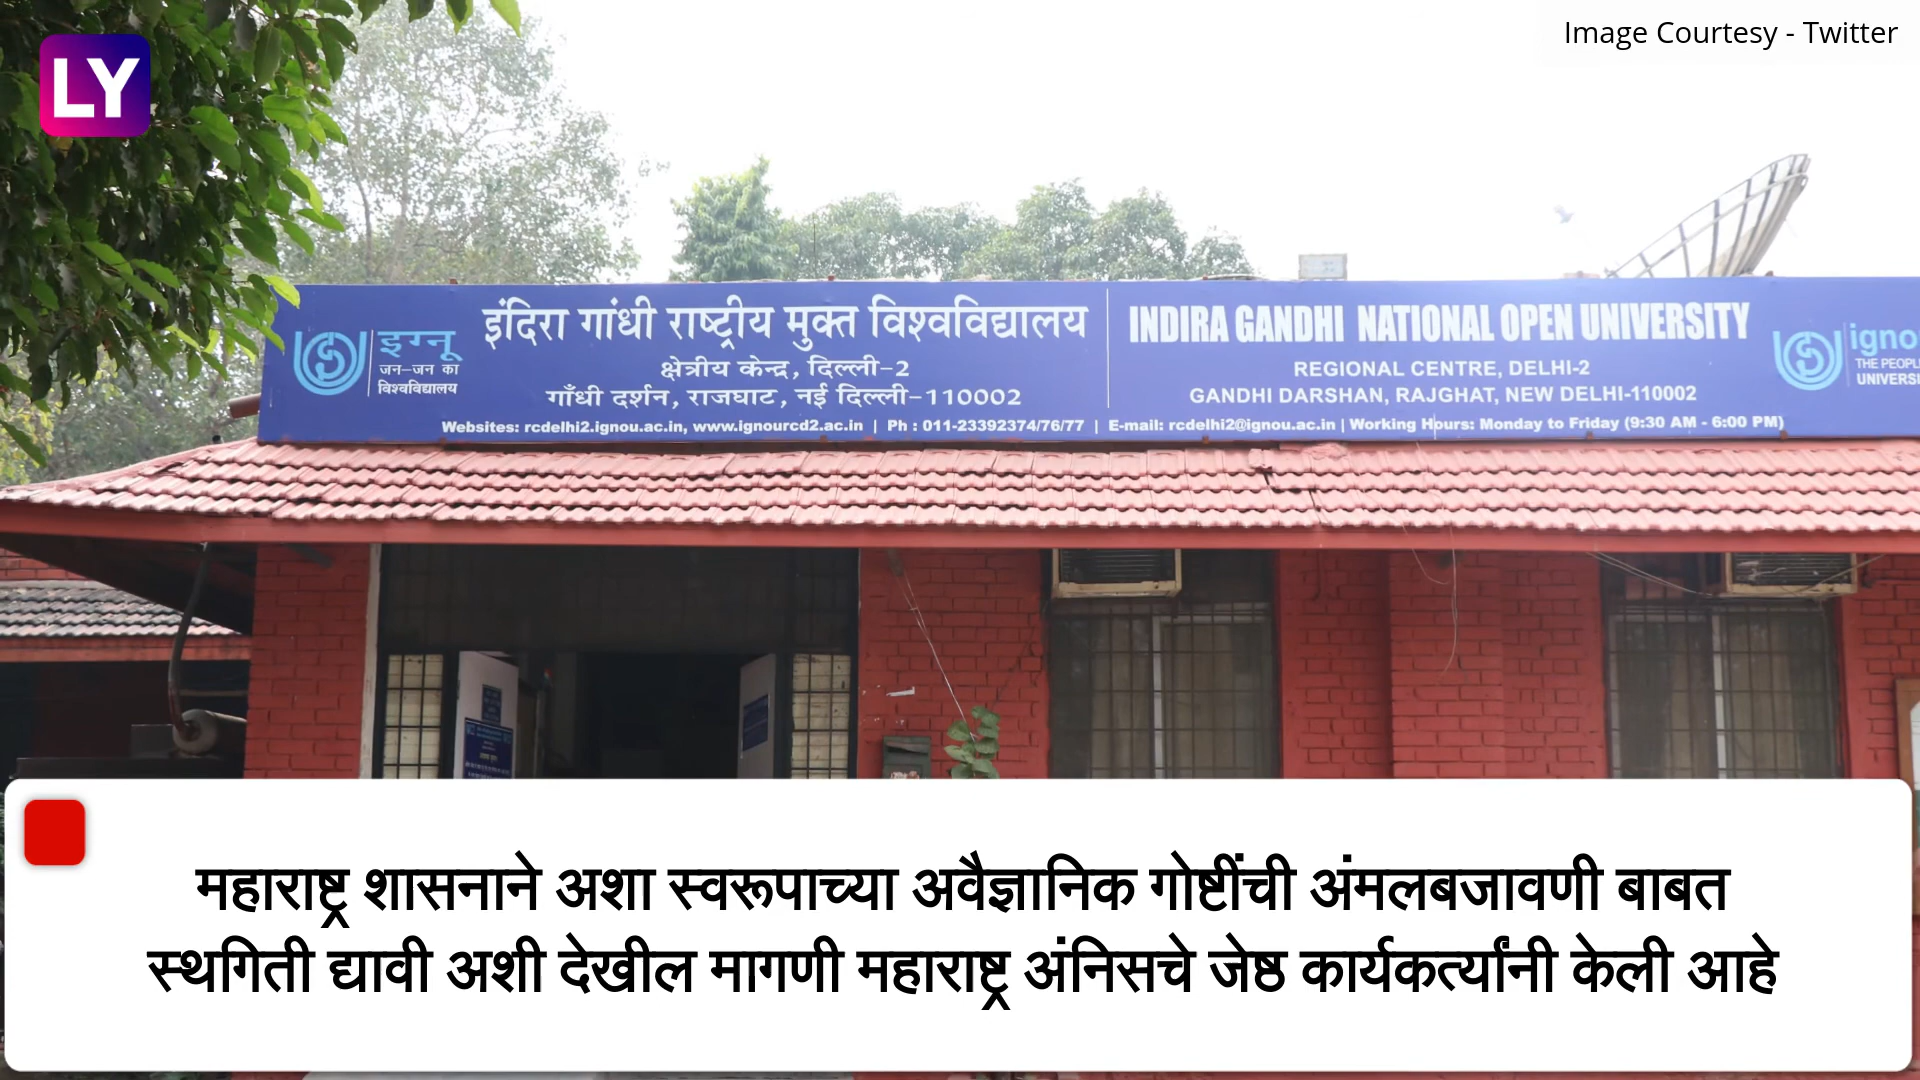 LY
Image Courtesy - Twitter
इग्नू
जन-जन का
विश्वविद्यालय
इंदिरा गांधी राष्ट्रीय मुक्त विश्वविद्यालय
क्षेत्रीय केन्द्र, दिल्ली-2
गाँधी दर्शन, राजघाट, नई दिल्ली-110002
INDIRA GANDHI NATIONAL OPEN UNIVERSITY
REGIONAL CENTRE, DELHI-2
GANDHI DARSHAN, RAJGHAT, NEW DELHI-110002
Websites: rcdelhi2.ignou.ac.in, www.ignourcd2.ac.in | Ph : 011-23392374/76/77 | E-mail: rcdelhi2@ignou.ac.in | Working Hours: Monday to Friday (9:30 AM - 6:00 PM)
THE
महाराष्ट्र शासनाने अशा स्वरूपाच्या अवैज्ञानिक गोष्टींची अंमलबजावणी बाबत
स्थगिती द्यावी अशी देखील मागणी महाराष्ट्र अंनिसचे जेष्ठ कार्यकर्त्यांनी केली आहे